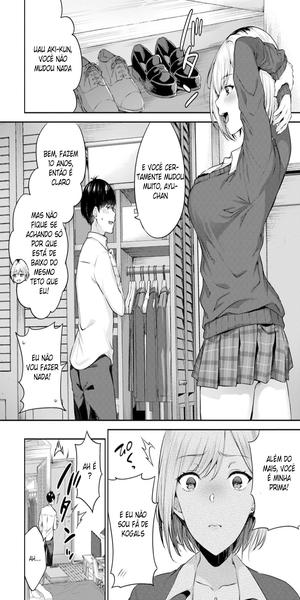 UAU AKI-KUN,
VOCÊ NÃO
MUDOU NADA
E VOCÊ CER-
TAMENTE MUDOU
MUITO, AYU-
CHAN
BEM, FAZEM
10 ANOS,
ENTÃO É
CLARO
MAS NÃO
FIQUE SE
ACHANDO SÓ
POR QUE
ESTÁ DE
BAIXO DO
MESMO
TETO QUE
EU!
EU NÃO
VOU FAZER
NADA!
ALÉM DO
MAIS, VOCÊ
É MINHA
PRIMA!
E EU NÃO
SOU FÃ DE
KOGALS
AH É
?
AH...